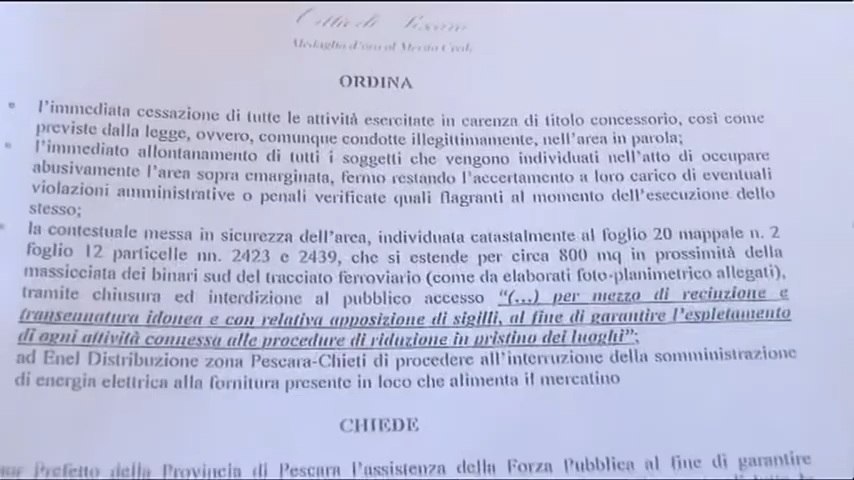 Città di Pescara
Medaglia d'oro al Merito Civile
ORDINA
l'immediata cessazione di tutte le attività esercitate in carenza di titolo concessorio, così come
previste dalla legge, ovvero, comunque condotte illegittimamente, nell'area in parola;
l'immediato allontanamento di tutti i soggetti che vengono individuati nell'atto di occupare
abusivamente l'area sopra emarginata, fermo restando l'accertamento a loro carico di eventuali
violazioni amministrative o penali verificate quali flagranti al momento dell'esecuzione dello
stesso;
la contestuale messa in sicurezza dell'area, individuata catastalmente al foglio 20 mappale n. 2
foglio 12 particelle nn. 2423 e 2439, che si estende per circa 800 mq in prossimità della
massicciata dei binari sud del tracciato ferroviario (come da elaborati foto-planimetrico allegati),
tramite chiusura ed interdizione al pubblico accesso "(...) per mezzo di recinzione e
transennatura idonea e con relativa apposizione di sigilli, al fine di garantire l'espletamento
di ogni attività connessa alle procedure di riduzione in pristino dei luoghi";
ad Enel Distribuzione zona Pescara-Chieti di procedere all'interruzione della somministrazione
di energia elettrica alla fornitura presente in loco che alimenta il mercatino
CHIEDE
Prefetto della Provincia di Pescara l'assistenza della Forza Pubblica al fine di garantire